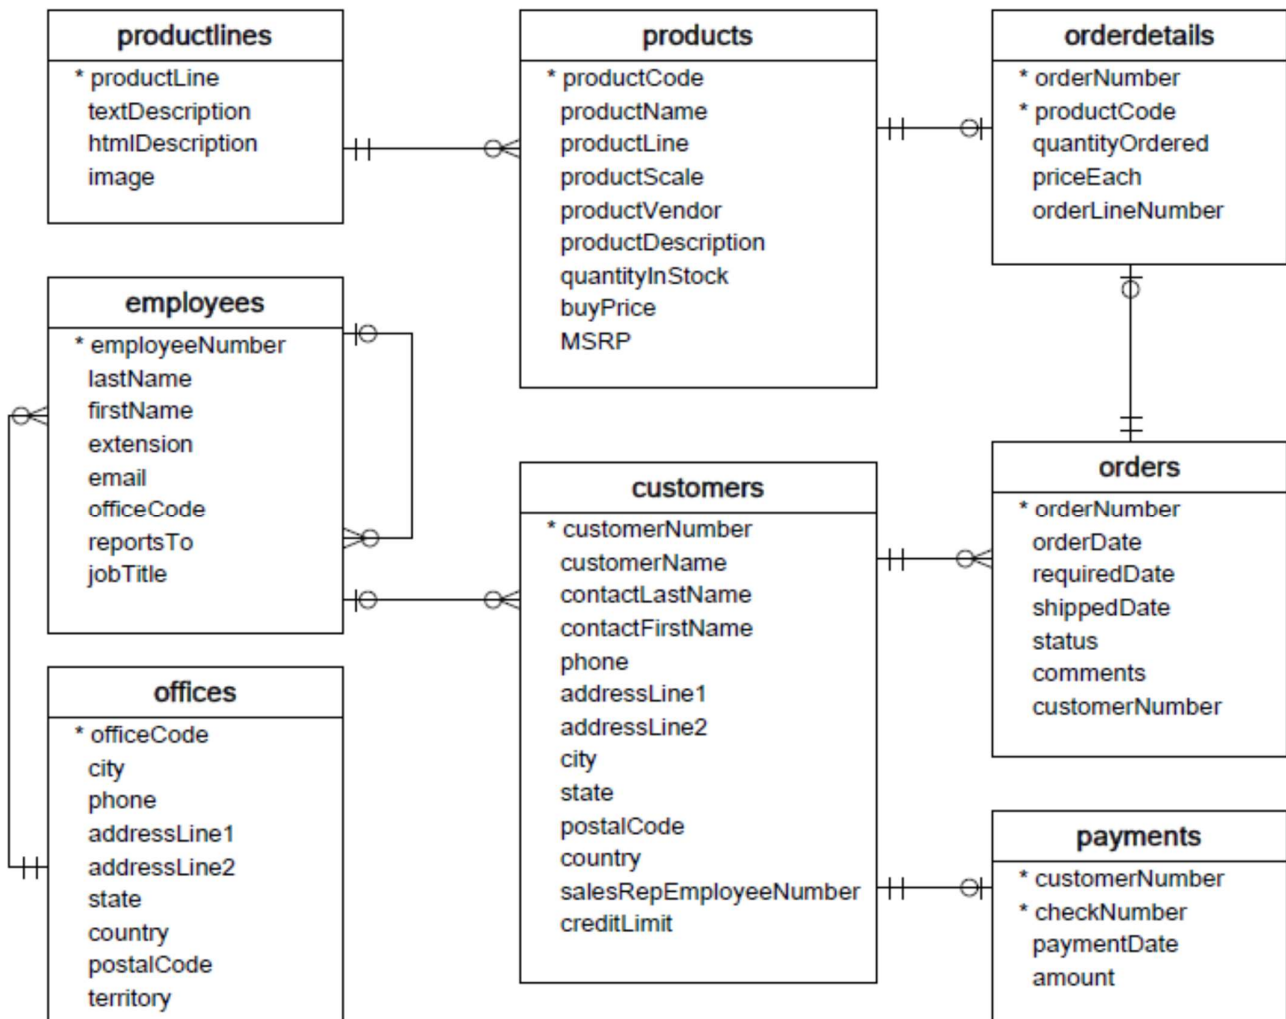 productlines
* productLine
textDescription
htmlDescription
image
products
* productCode
productName
productLine
productScale
productVendor
productDescription
quantityInStock
buyPrice
MSRP
orderdetails
* orderNumber
* productCode
quantityOrdered
priceEach
orderLineNumber
employees
* employeeNumber
lastName
firstName
extension
email
officeCode
reportsTo
jobTitle
customers
* customerNumber
customerName
contactLastName
contactFirstName
phone
addressLine1
addressLine2
city
state
postalCode
country
salesRepEmployeeNumber
creditLimit
orders
* orderNumber
orderDate
requiredDate
shippedDate
status
comments
customerNumber
offices
* officeCode
city
phone
addressLine1
addressLine2
state
country
postalCode
territory
payments
* customerNumber
* checkNumber
paymentDate
amount